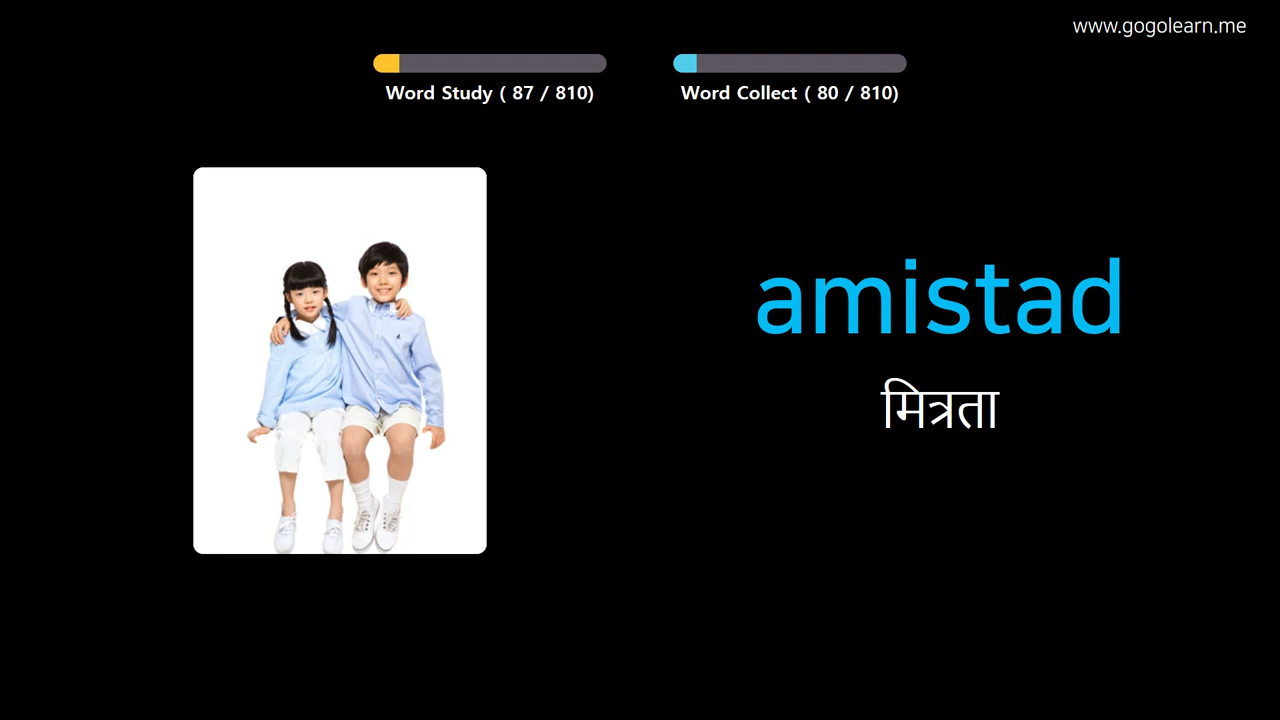 www.gogolearn.me
Word Study ( 87 / 810)
Word Collect ( 80 / 810)
amistad
मित्रता